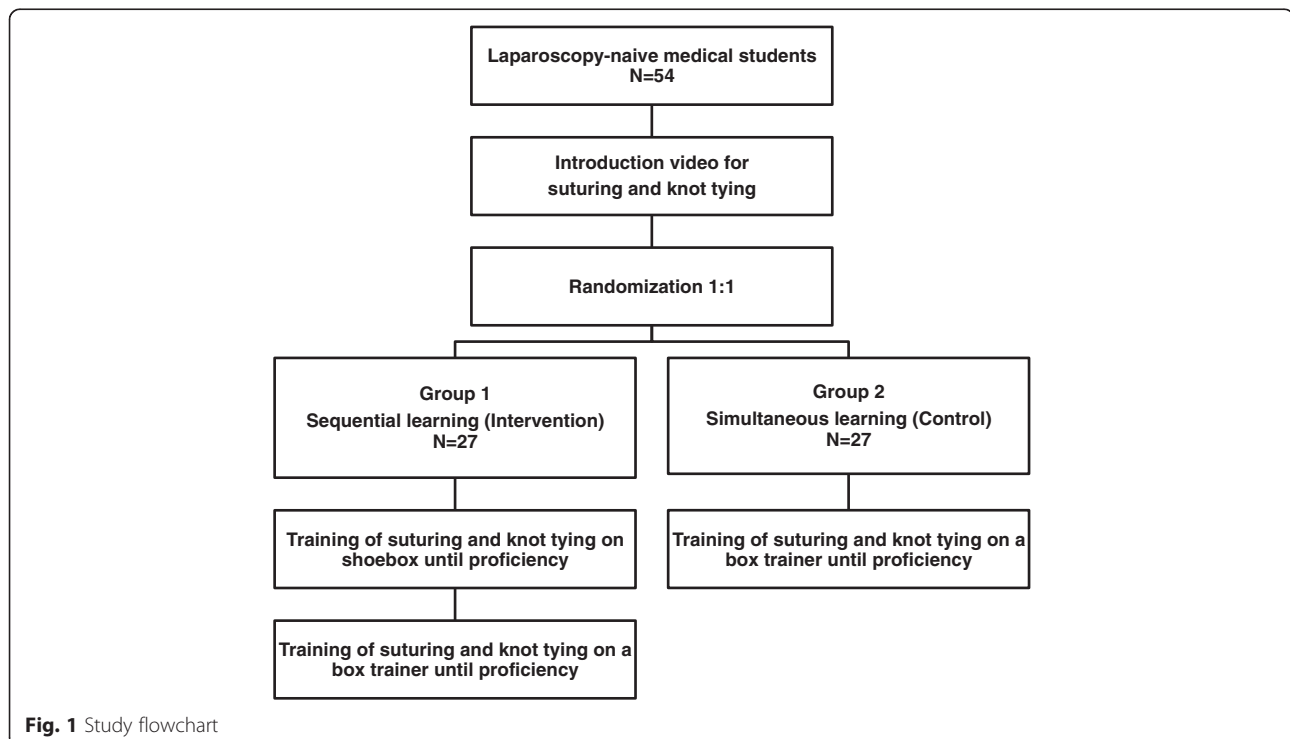 Laparoscopy-naive medical students
N=54
Introduction video for
suturing and knot tying
Randomization 1:1
Group 1
Sequential learning (Intervention)
N=27
Group 2
Simultaneous learning (Control)
N=27
Training of suturing and knot tying on
shoebox until proficiency
Training of suturing and knot tying on a
box trainer until proficiency
Training of suturing and knot tying on a
box trainer until proficiency
Fig. 1 Study flowchart